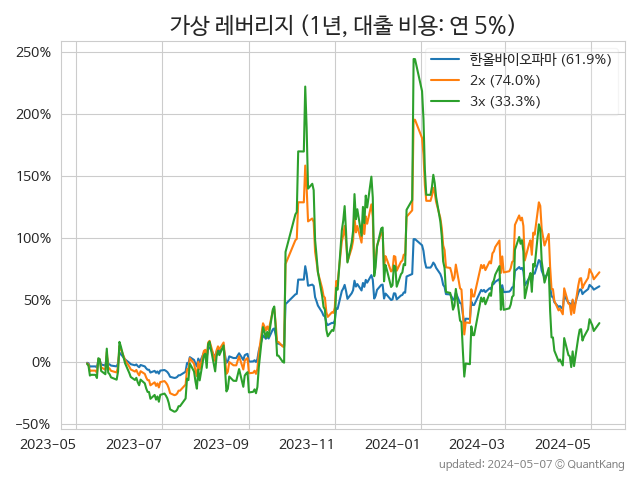 가상 레버리지 (1년, 대출 비용: 연 5%)
250%
200%
150%
100%
50%
0%
−50%
한올바이오파마 (61.9%)
2x (74.0%)
3x (33.3%)
2023-05 2023-07 2023-09 2023-11 2024-01 2024-03 2024-05
updated: 2024-05-07 © QuantKang